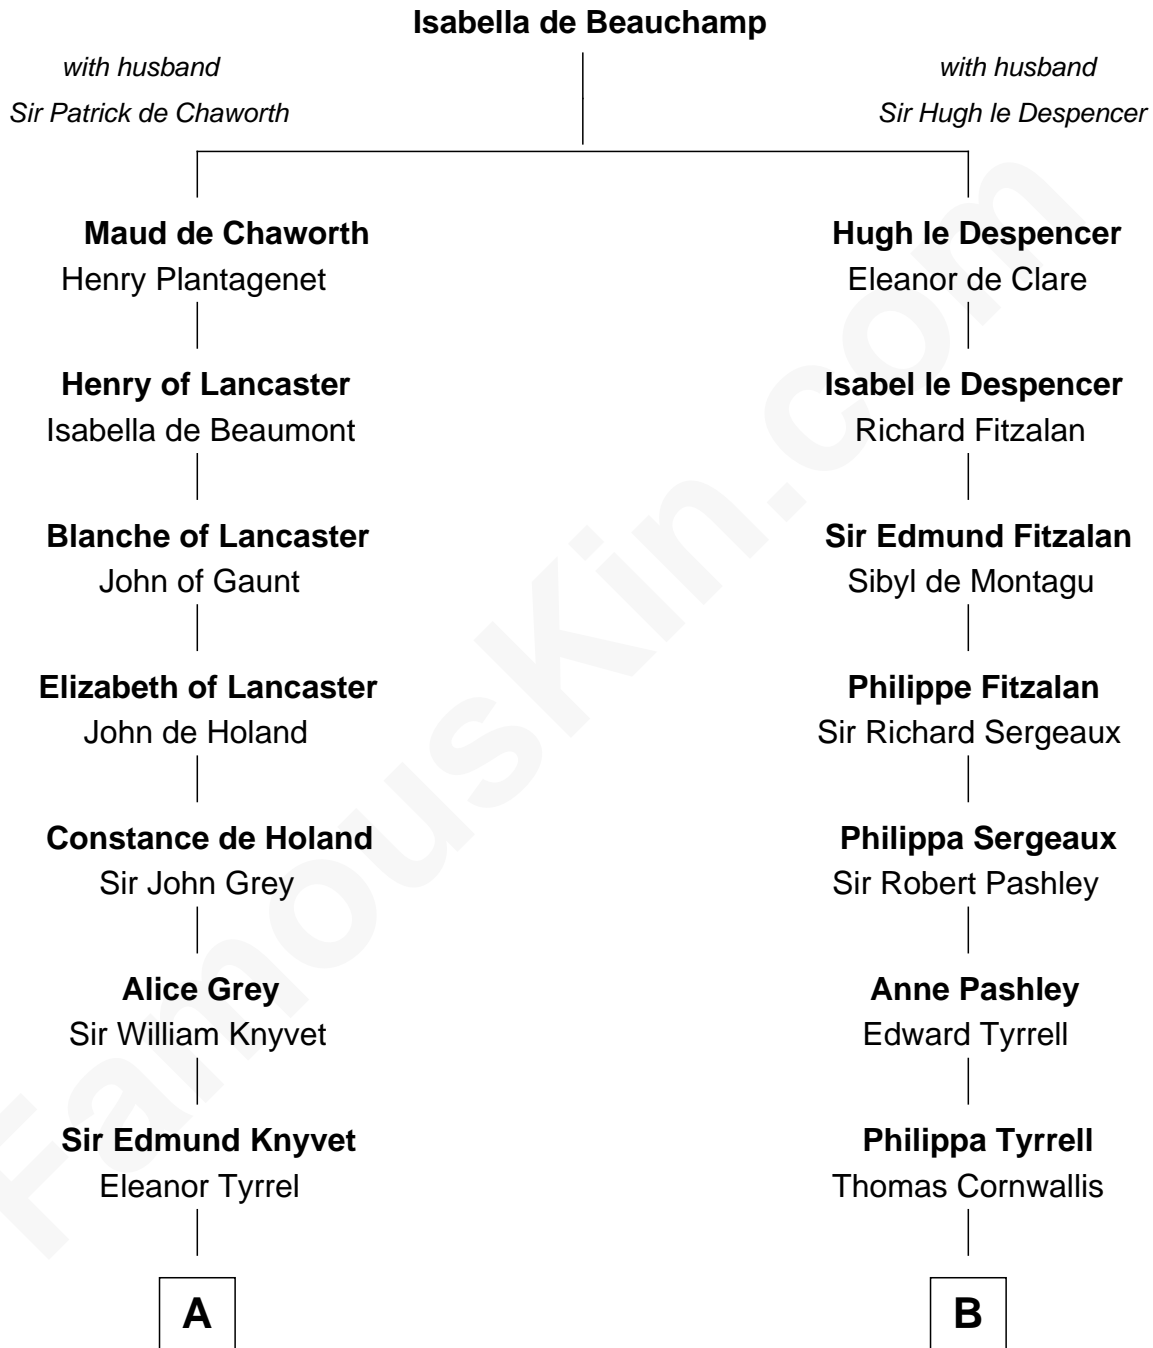 Isabella de Beauchamp
with husband
Sir Patrick de Chaworth
with husband
Sir Hugh le Despencer
Maud de Chaworth
Henry Plantagenet
Hugh le Despencer
Eleanor de Clare
Henry of Lancaster
Isabella de Beaumont
Isabel le Despencer
Richard Fitzalan
Blanche of Lancaster
John of Gaunt
Sir Edmund Fitzalan
Sibyl de Montagu
Elizabeth of Lancaster
John de Holand
Philippe Fitzalan
Sir Richard Sergeaux
Constance de Holand
Sir John Grey
Philippa Sergeaux
Sir Robert Pashley
Alice Grey
Sir William Knyvet
Anne Pashley
Edward Tyrrell
Sir Edmund Knyvet
Eleanor Tyrrel
Philippa Tyrrell
Thomas Cornwallis
A
B
FamousKin.com